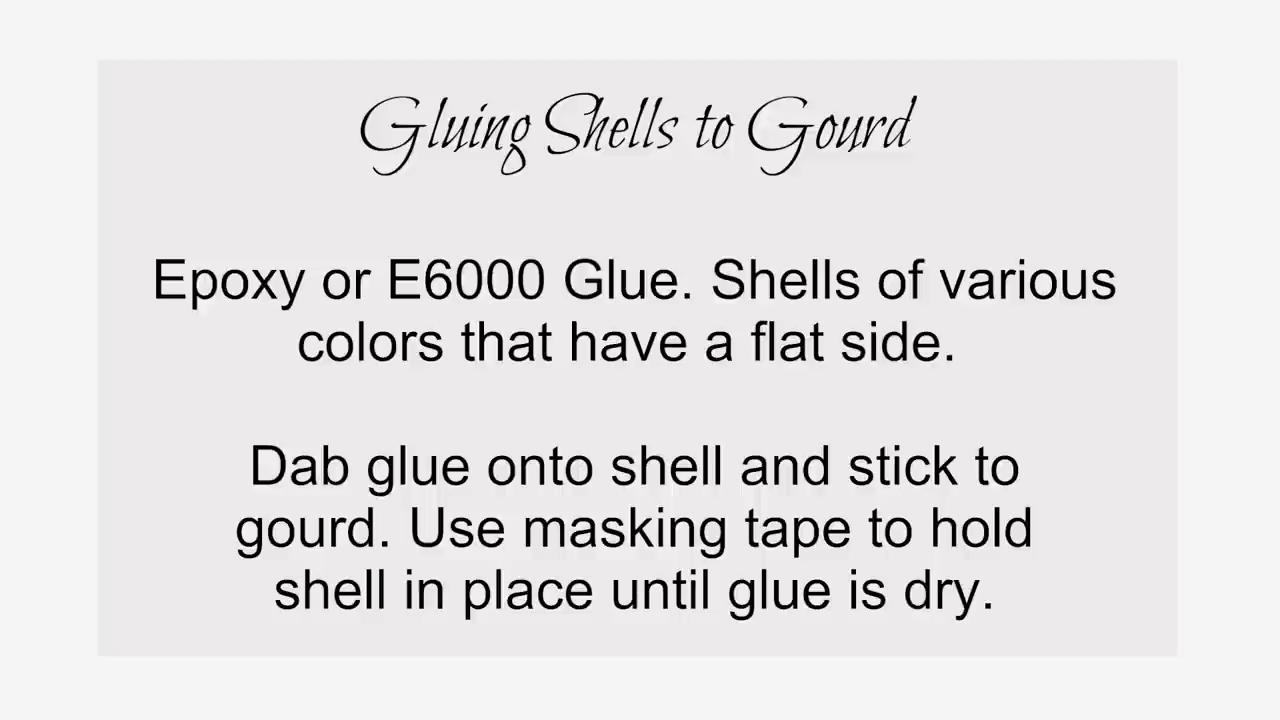 Gluing Shells to Gourd
Epoxy or E6000 Glue. Shells of various
colors that have a flat side.
Dab glue onto shell and stick to
gourd. Use masking tape to hold
shell in place until glue is dry.